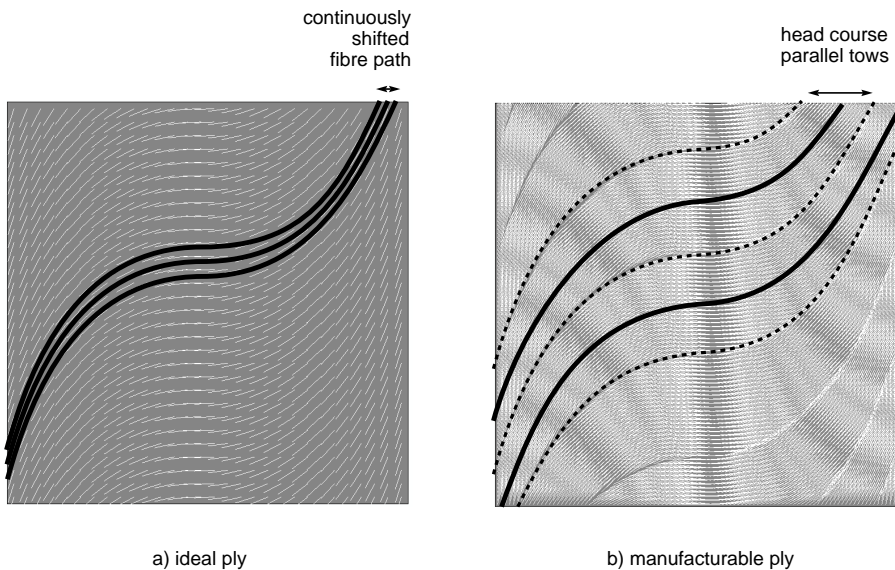 continuously
shifted
fibre path
head course
parallel tows
a) ideal ply
b) manufacturable ply